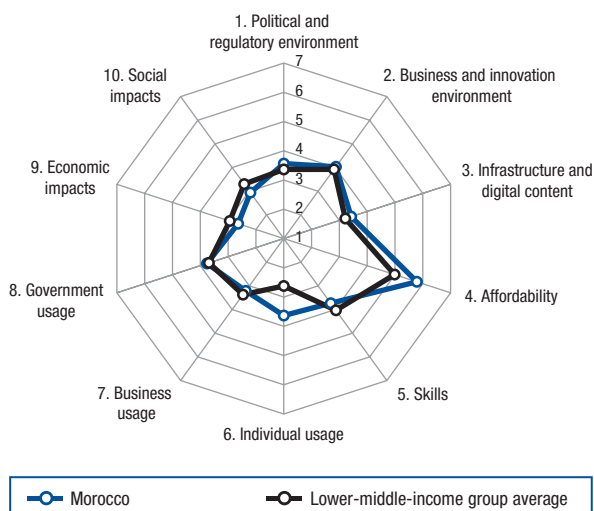 1. Political and
regulatory environment
2. Business and innovation
environment
3. Infrastructure and
digital content
4. Affordability
5. Skills
6. Individual usage
7. Business
usage
8. Government
usage
9. Economic
impacts
10. Social
impacts
7
6
5
4
3
2
1
Morocco
Lower-middle-income group average